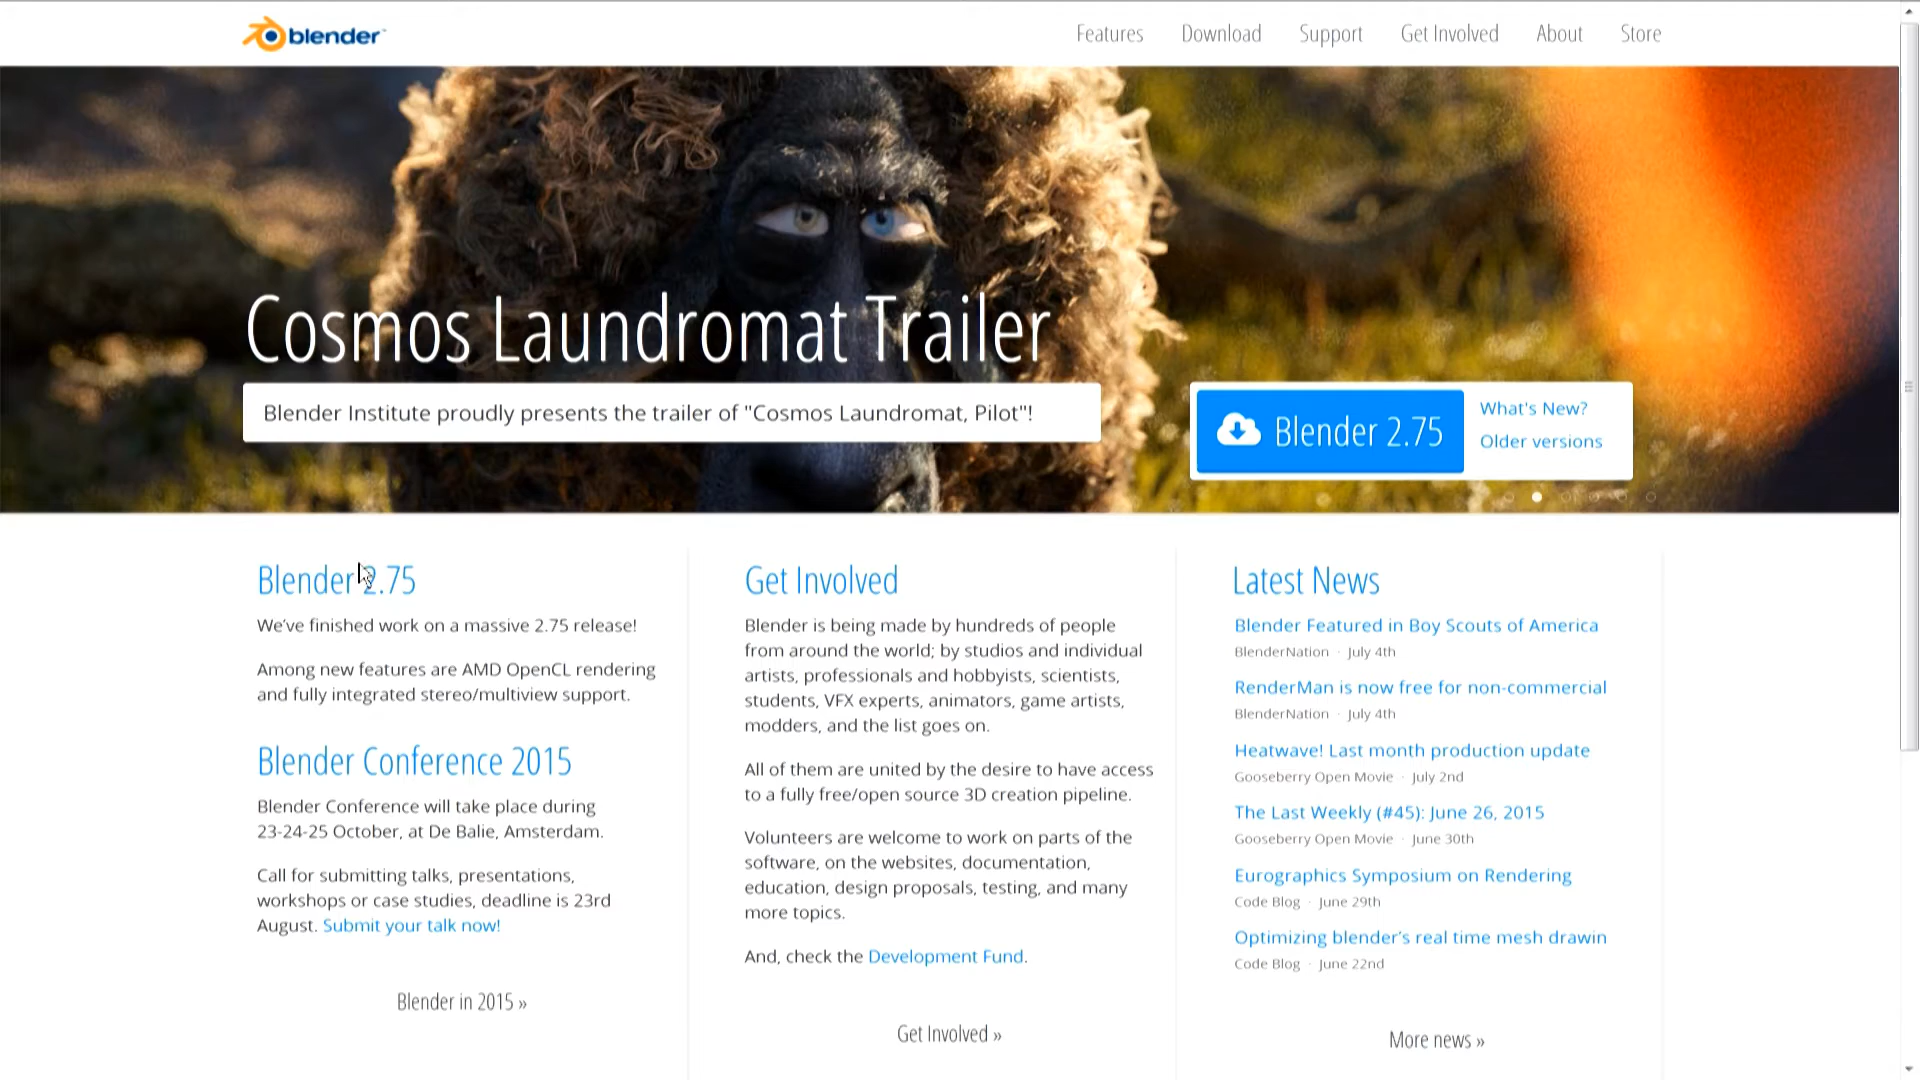 blender
Features Download Support Get Involved About Store
Cosmos Laundromat Trailer
Blender Institute proudly presents the trailer of "Cosmos Laundromat, Pilot"!
Blender 2.75
What's New?
Older versions
Blender 2.75
We've finished work on a massive 2.75 release!
Among new features are AMD OpenCL rendering
and fully integrated stereo/multiview support.
Blender Conference 2015
Blender Conference will take place during
23-24-25 October, at De Balie, Amsterdam.
Call for submitting talks, presentations,
workshops or case studies, deadline is 23rd
August. Submit your talk now!
Blender in 2015 »
Get Involved
Blender is being made by hundreds of people
from around the world; by studios and individual
artists, professionals and hobbyists, scientists,
students, VFX experts, animators, game artists,
modders, and the list goes on.
All of them are united by the desire to have access
to a fully free/open source 3D creation pipeline.
Volunteers are welcome to work on parts of the
software, on the websites, documentation,
education, design proposals, testing, and many
more topics.
And, check the Development Fund.
Get Involved »
Latest News
Blender Featured in Boy Scouts of America
BlenderNation · July 4th
RenderMan is now free for non-commercial
BlenderNation · July 4th
Heatwave! Last month production update
Gooseberry Open Movie · July 2nd
The Last Weekly (#45): June 26, 2015
Gooseberry Open Movie · June 30th
Eurographics Symposium on Rendering
Code Blog · June 29th
Optimizing blender's real time mesh drawin
Code Blog · June 22nd
More news »